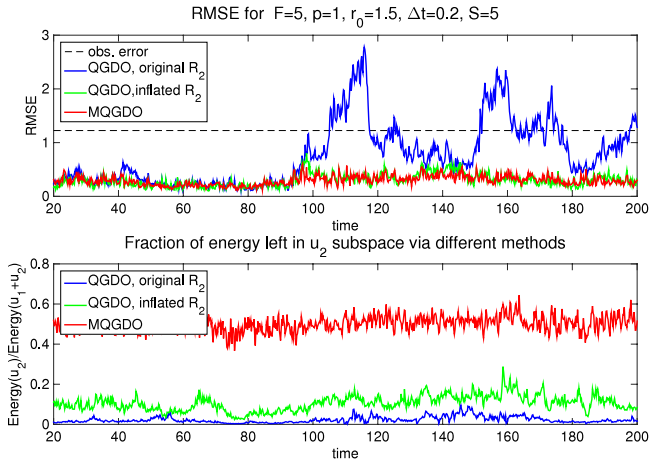 RMSE for F=5, p=1, r₀=1.5, Δt=0.2, S=5
RMSE
3
2
1
0
obs. error
QGDO, original R₂
QGDO,inflated R₂
MQGDO
20 40 60 80 100 120 140 160 180 200
time
Fraction of energy left in u₂ subspace via different methods
Energy(u₂)/Energy(u₁+u₂)
0.8
0.6
0.4
0.2
0
QGDO, original R₂
QGDO, inflated R₂
MQGDO
20 40 60 80 100 120 140 160 180 200
time